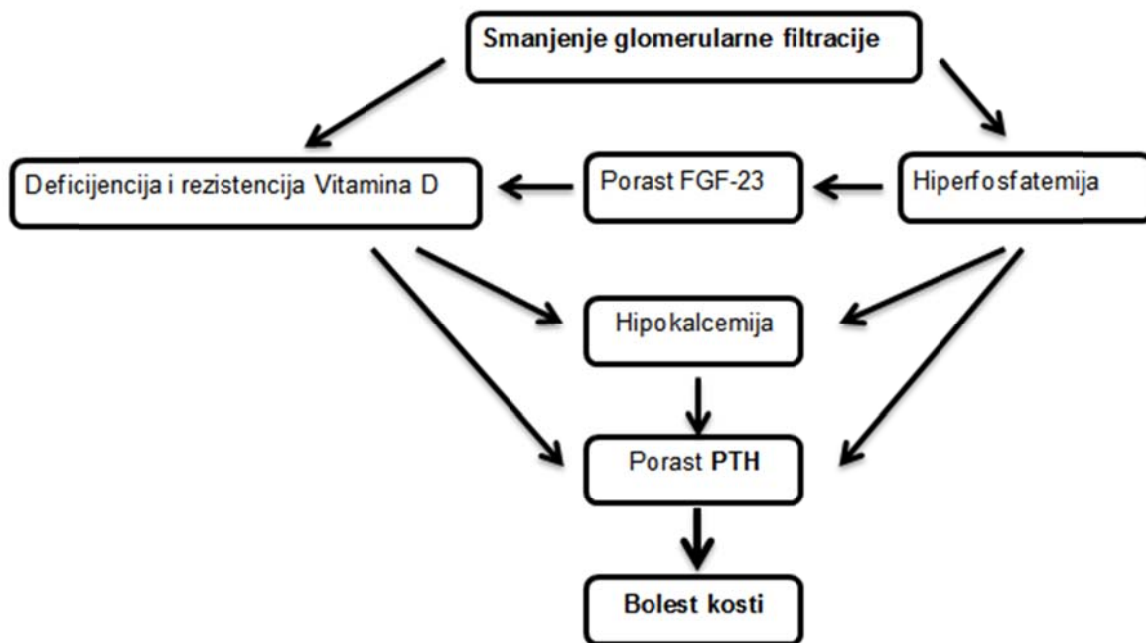 Smanjenje glomerularne filtracije
Deficijencija i rezistencija Vitamina D
Porast FGF-23
Hiperfosfatemija
Hipokalcemija
Porast PTH
Bolest kosti